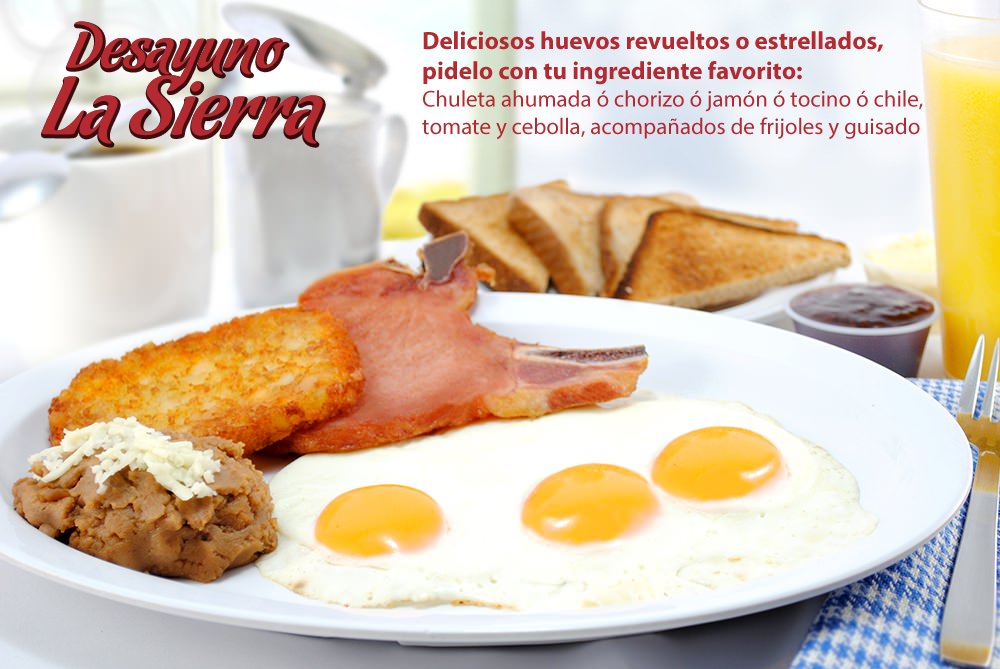 Desayuno
La Sierra
Deliciosos huevos revueltos o estrellados,
pidelo con tu ingrediente favorito:
Chuleta ahumada ó chorizo ó jamón ó tocino ó chile,
tomate y cebolla, acompañados de frijoles y guisado